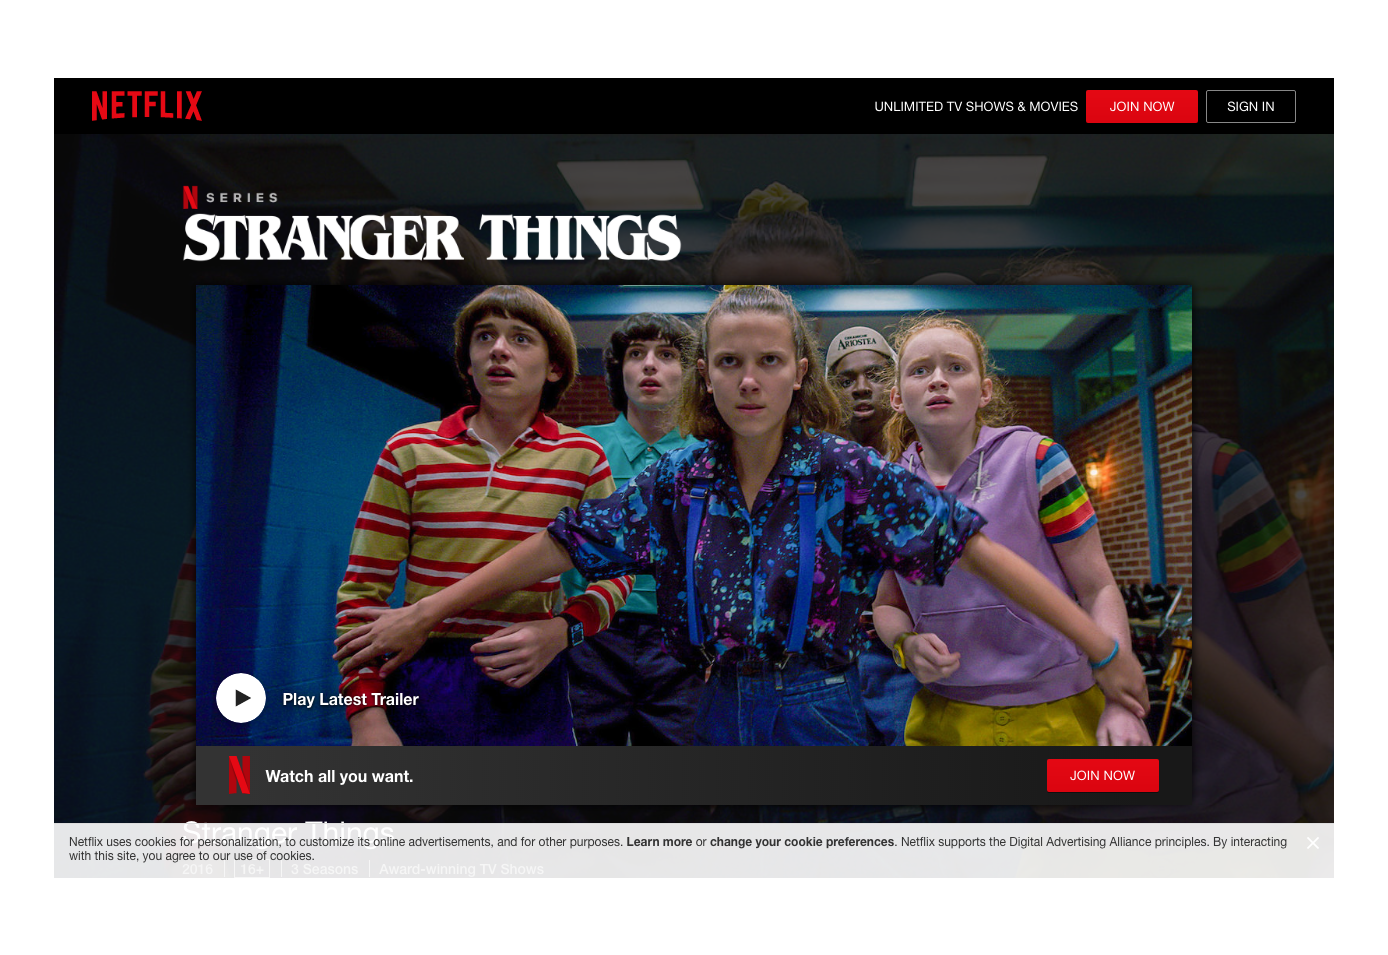 NETFLIX
UNLIMITED TV SHOWS & MOVIES
JOIN NOW
SIGN IN
N SERIES
STRANGER THINGS
ARIOSTEA
Play Latest Trailer
N
Watch all you want.
JOIN NOW
Stranger Things
Netflix uses cookies for personalization, to customize its online advertisements, and for other purposes. Learn more or change your cookie preferences. Netflix supports the Digital Advertising Alliance principles. By interacting
with this site, you agree to our use of cookies.
2016 | 16+ | 3 Seasons | Award-winning TV Shows